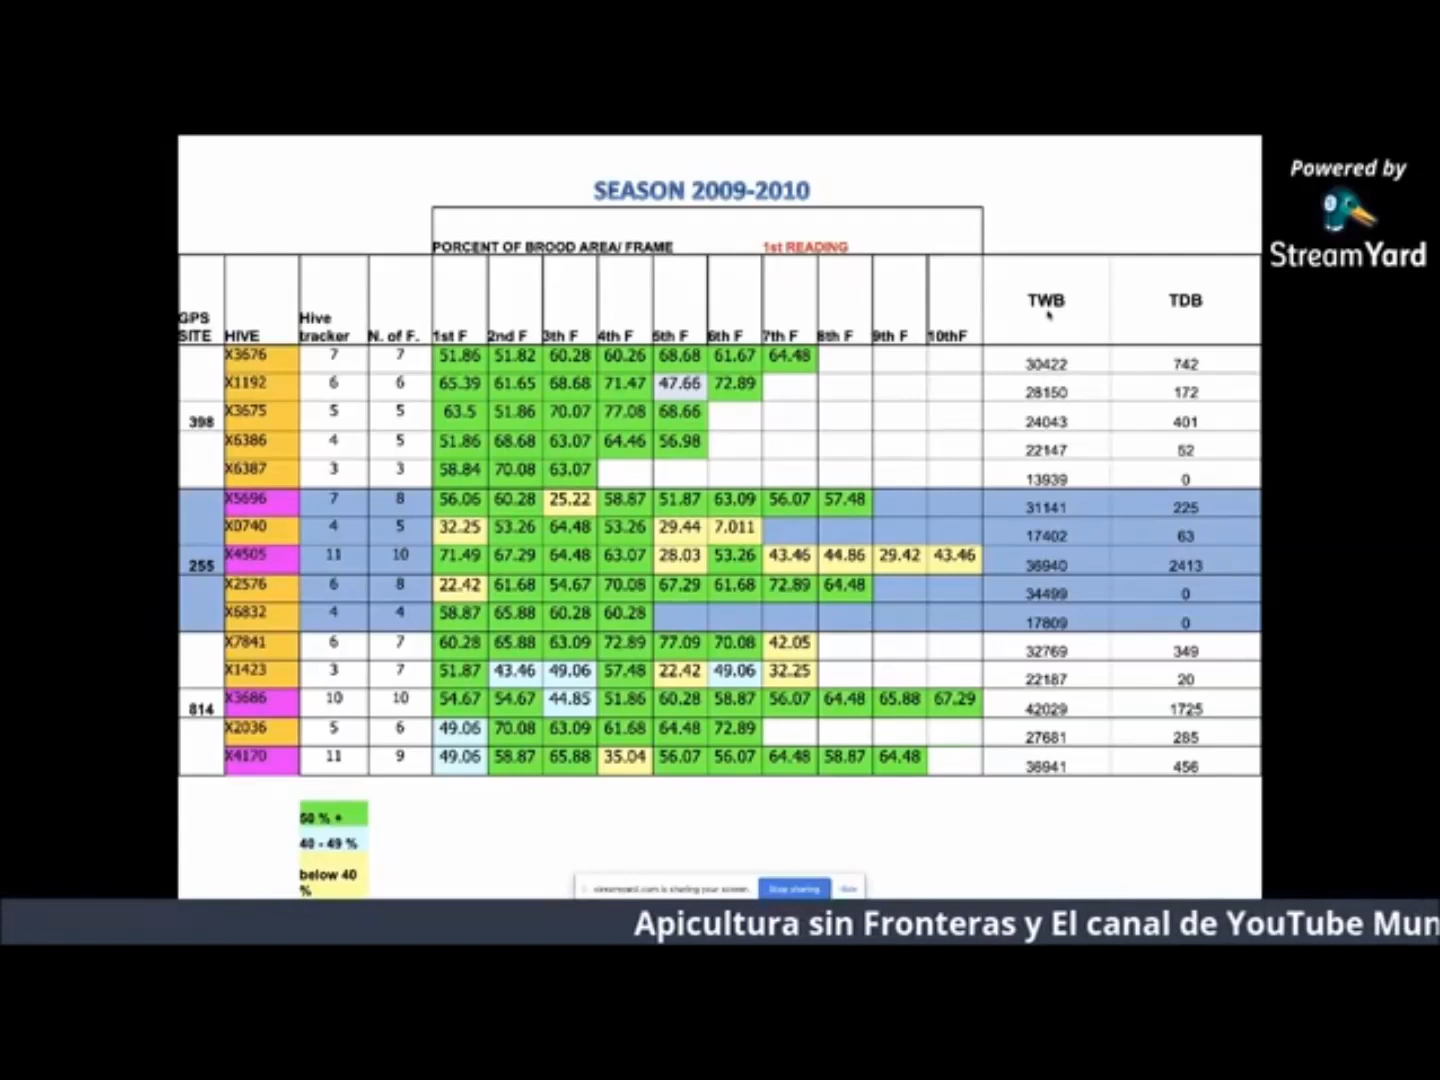 Powered by
StreamYard
SEASON 2009-2010
PORCENT OF BROOD AREA/ FRAME 1st READING
GPS SITE HIVE Hive tracker N. of F. 1st F 2nd F 3th F 4th F 5th F 6th F 7th F 8th F 9th F 10thF TWB TDB
X3676 7 7 51.86 51.82 60.28 60.26 68.68 61.67 64.48 30422 742
X1192 6 6 65.39 61.65 68.68 71.47 47.66 72.89 28150 172
398 X3675 5 5 63.5 51.86 70.07 77.08 68.66 24043 401
X6386 4 5 51.86 68.68 63.07 64.46 56.98 22147 52
X6387 3 3 58.84 70.08 63.07 13939 0
X5696 7 8 56.06 60.28 25.22 58.87 51.87 63.09 56.07 57.48 31141 225
X0740 4 5 32.25 53.26 64.48 53.26 29.44 7.011 17402 63
255 X4505 11 10 71.49 67.29 64.48 63.07 28.03 53.26 43.46 44.86 29.42 43.46 36940 2413
X2576 6 8 22.42 61.68 54.67 70.08 67.29 61.68 72.89 64.48 34499 0
X6832 4 4 58.87 65.88 60.28 60.28 17809 0
X7841 6 7 60.28 65.88 63.09 72.89 77.09 70.08 42.05 32769 349
X1423 3 7 51.87 43.46 49.06 57.48 22.42 49.06 32.25 22187 20
814 X3686 10 10 54.67 54.67 44.85 51.86 60.28 58.87 56.07 64.48 65.88 67.29 42029 1725
X2036 5 6 49.06 70.08 63.09 61.68 64.48 72.89 27681 285
X4170 11 9 49.06 58.87 65.88 35.04 56.07 56.07 64.48 58.87 64.48 36941 456
50 % +
40 - 49 %
below 40 %
streamyard.com is sharing your screen. Stop sharing Hide
Apicultura sin Fronteras y El canal de YouTube Mun